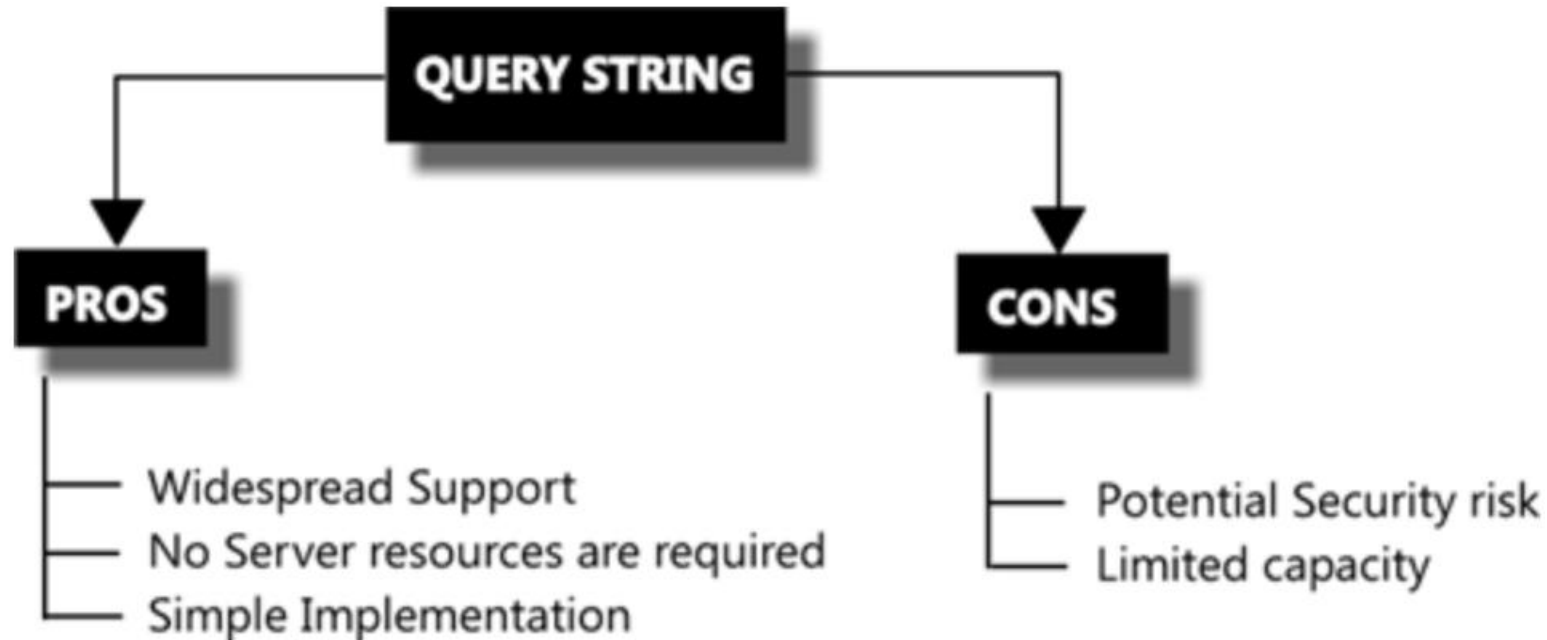 QUERY STRING
PROS
Widespread Support
No Server resources are required
Simple Implementation
CONS
Potential Security risk
Limited capacity